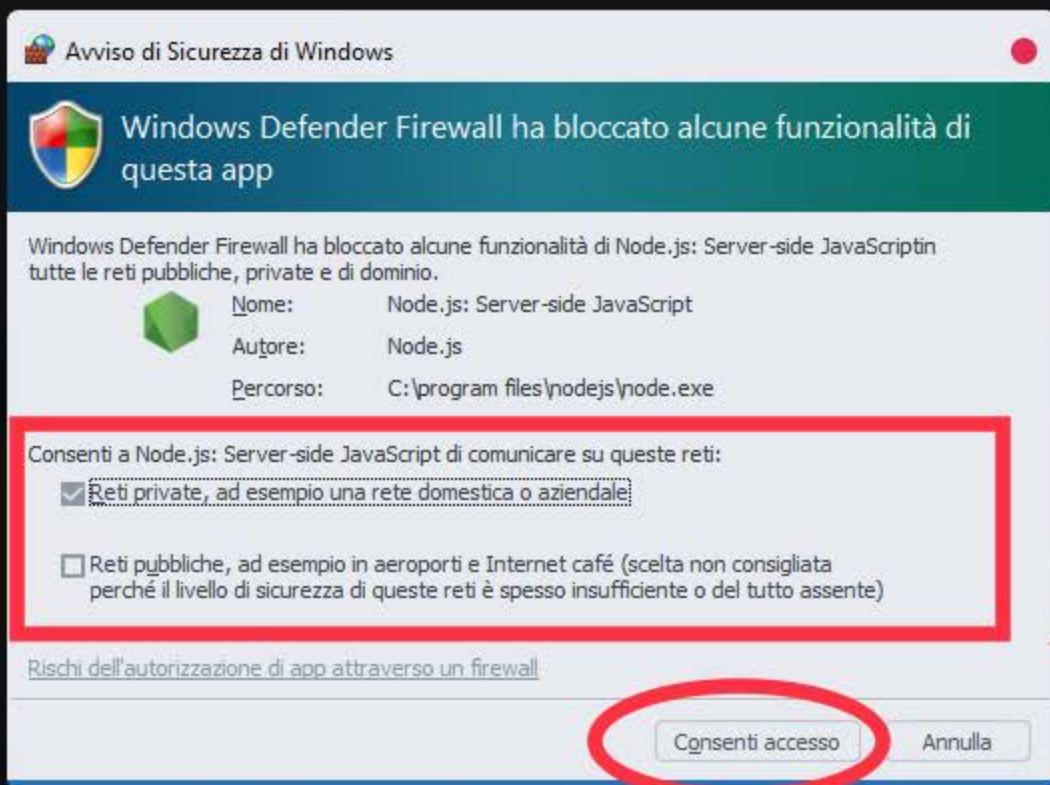 Avviso di Sicurezza di Windows
Windows Defender Firewall ha bloccato alcune funzionalità di
questa app
Windows Defender Firewall ha bloccato alcune funzionalità di Node.js: Server-side JavaScriptin
tutte le reti pubbliche, private e di dominio.
Nome: Node.js: Server-side JavaScript
Autore: Node.js
Percorso: C:\program files\nodejs\node.exe
Consenti a Node.js: Server-side JavaScript di comunicare su queste reti:
Reti private, ad esempio una rete domestica o aziendale
Reti pubbliche, ad esempio in aeroporti e Internet café (scelta non consigliata
perché il livello di sicurezza di queste reti è spesso insufficiente o del tutto assente)
Rischi dell'autorizzazione di app attraverso un firewall
Consenti accesso Annulla